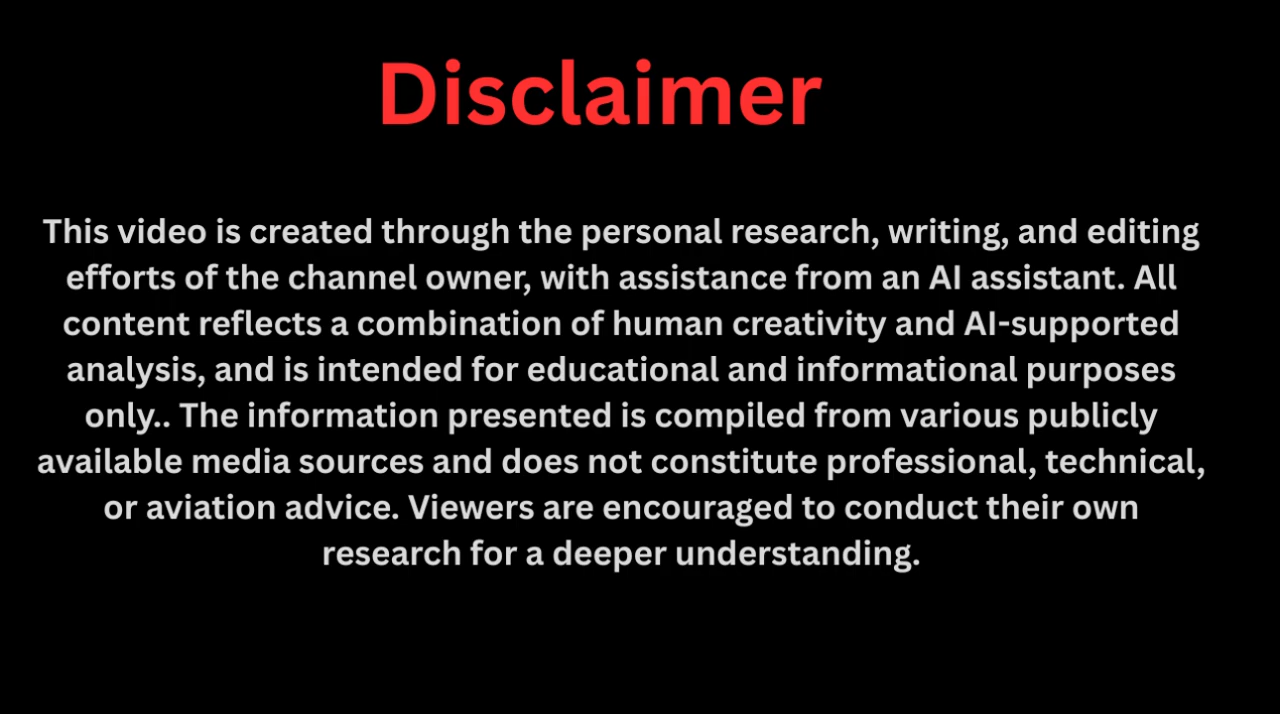 Disclaimer
This video is created through the personal research, writing, and editing
efforts of the channel owner, with assistance from an AI assistant. All
content reflects a combination of human creativity and AI-supported
analysis, and is intended for educational and informational purposes
only.. The information presented is compiled from various publicly
available media sources and does not constitute professional, technical,
or aviation advice. Viewers are encouraged to conduct their own
research for a deeper understanding.